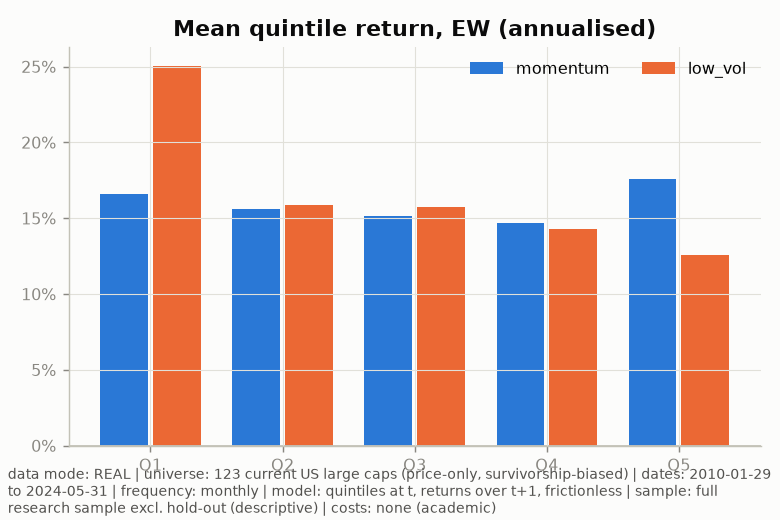 Mean quintile return, EW (annualised)
momentum low_vol
25%
20%
15%
10%
5%
0%
Q1 Q2 Q3 Q4 Q5
data mode: REAL | universe: 123 current US large caps (price-only, survivorship-biased) | dates: 2010-01-29
to 2024-05-31 | frequency: monthly | model: quintiles at t, returns over t+1, frictionless | sample: full
research sample excl. hold-out (descriptive) | costs: none (academic)